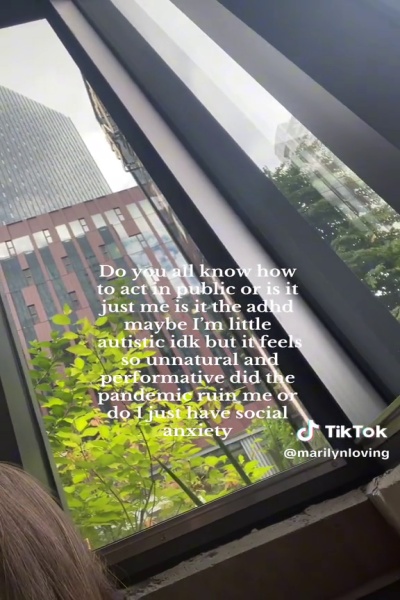 Do you all know how
to act in public or is it
just me is it the adhd
maybe I'm little
autistic idk but it feels
so unnatural and
performative did the
pandemic ruin me or
do I just have social
anxiety
TikTok
@marilynloving